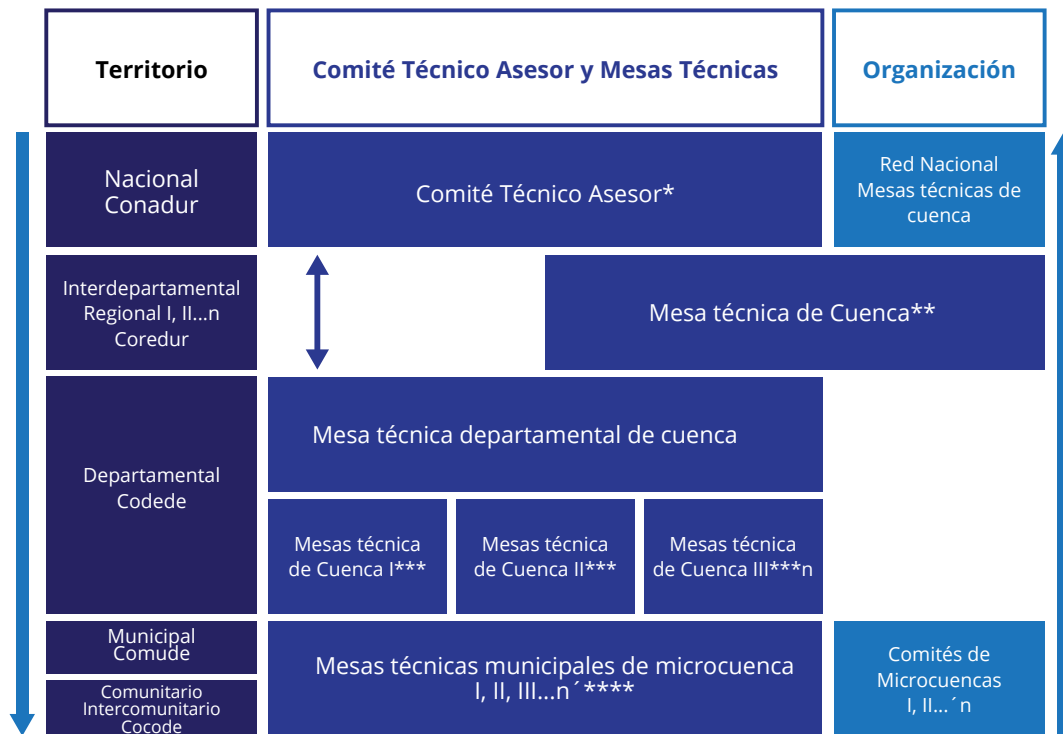 Territorio
Comité Técnico Asesor y Mesas Técnicas
Organización
Nacional
Conadur
Comité Técnico Asesor*
Red Nacional
Mesas técnicas de
cuenca
Interdepartamental
Regional I, II...n
Coredur
Mesa técnica de Cuenca**
Departamental
Codede
Mesa técnica departamental de cuenca
Mesas técnica
de Cuenca I***
Mesas técnica
de Cuenca II***
Mesas técnica
de Cuenca III***n
Municipal
Comude
Comunitario
Intercomunitario
Cocode
Mesas técnicas municipales de microcuenca
I, II, III...n´****
Comités de
Microcuencas
I, II...´n